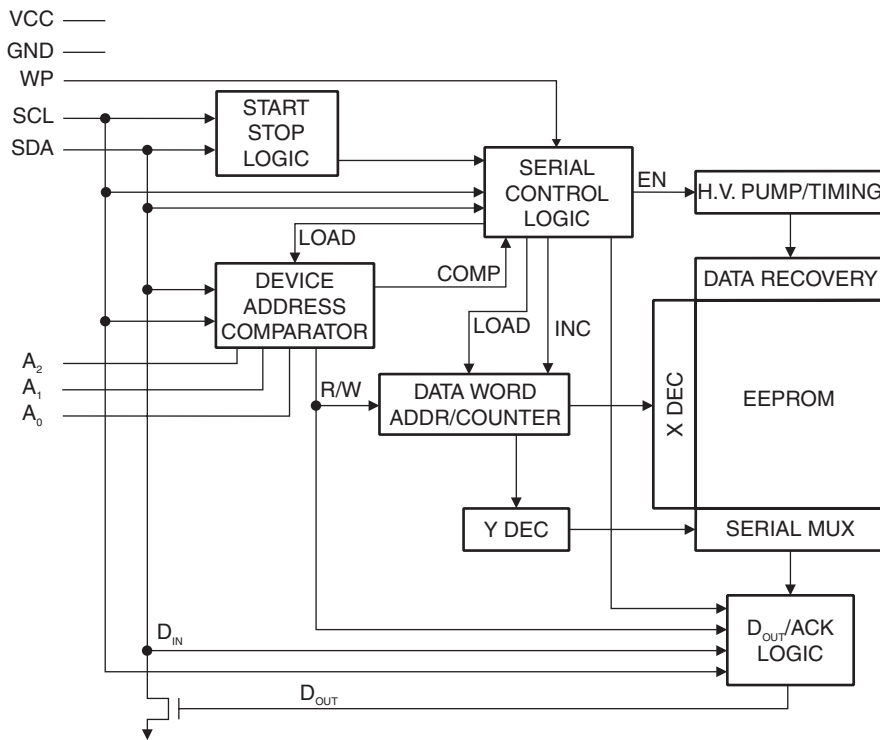 VCC
GND
WP
SCL
SDA
START
STOP
LOGIC
SERIAL
CONTROL
LOGIC
EN
H.V. PUMP/TIMING
LOAD
COMP
DEVICE
ADDRESS
COMPARATOR
DATA RECOVERY
LOAD
INC
A2
A1
A0
R/W
DATA WORD
ADDR/COUNTER
X DEC
EEPROM
Y DEC
SERIAL MUX
DIN
DOUT/ACK
LOGIC
DOUT